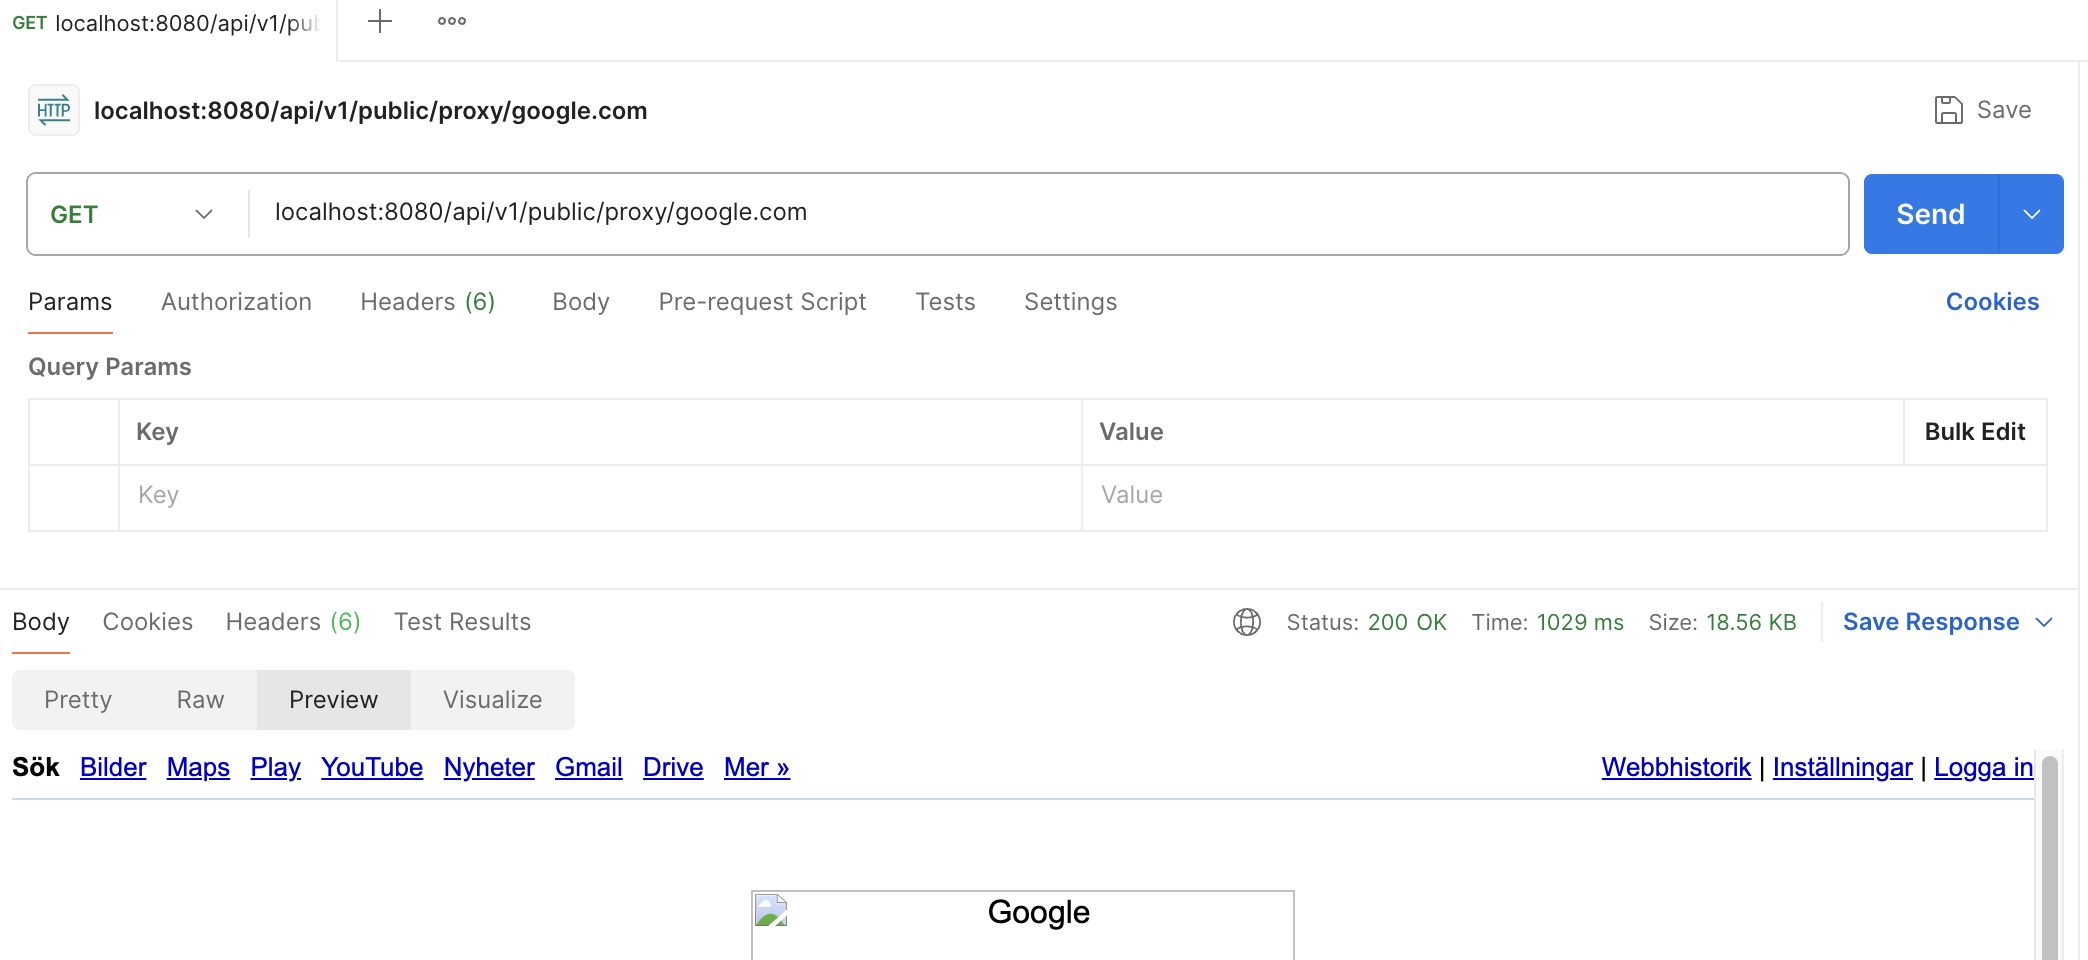 GET localhost:8080/api/v1/pub
HTTP localhost:8080/api/v1/public/proxy/google.com Save
GET localhost:8080/api/v1/public/proxy/google.com Send
Params Authorization Headers (6) Body Pre-request Script Tests Settings Cookies
Query Params
Key Value Bulk Edit
Key Value
Body Cookies Headers (6) Test Results Status: 200 OK Time: 1029 ms Size: 18.56 KB Save Response
Pretty Raw Preview Visualize
Sök Bilder Maps Play YouTube Nyheter Gmail Drive Mer » Webbhistorik | Inställningar | Logga in
Google